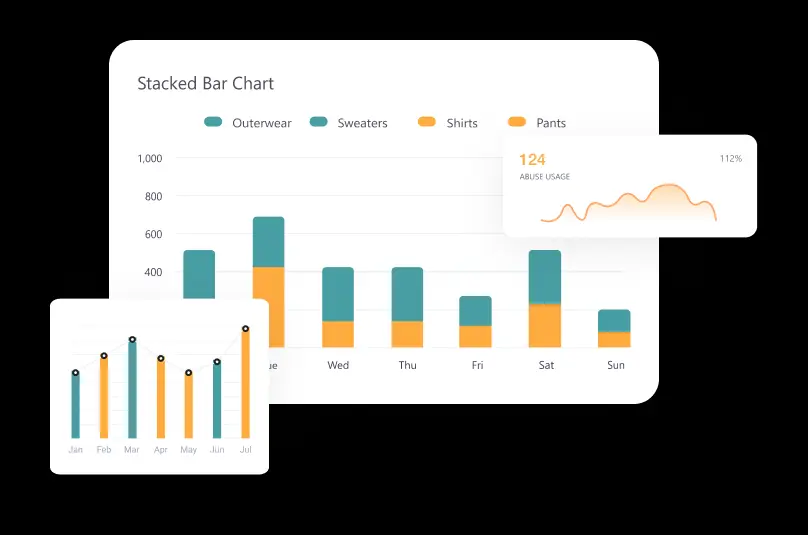 Stacked Bar Chart
Outerwear Sweaters Shirts Pants
1,000
800
600
400
124
112%
ABUSE USAGE
Wed Thu Fri Sat Sun
Jan Feb Mar Apr May Jun Jul